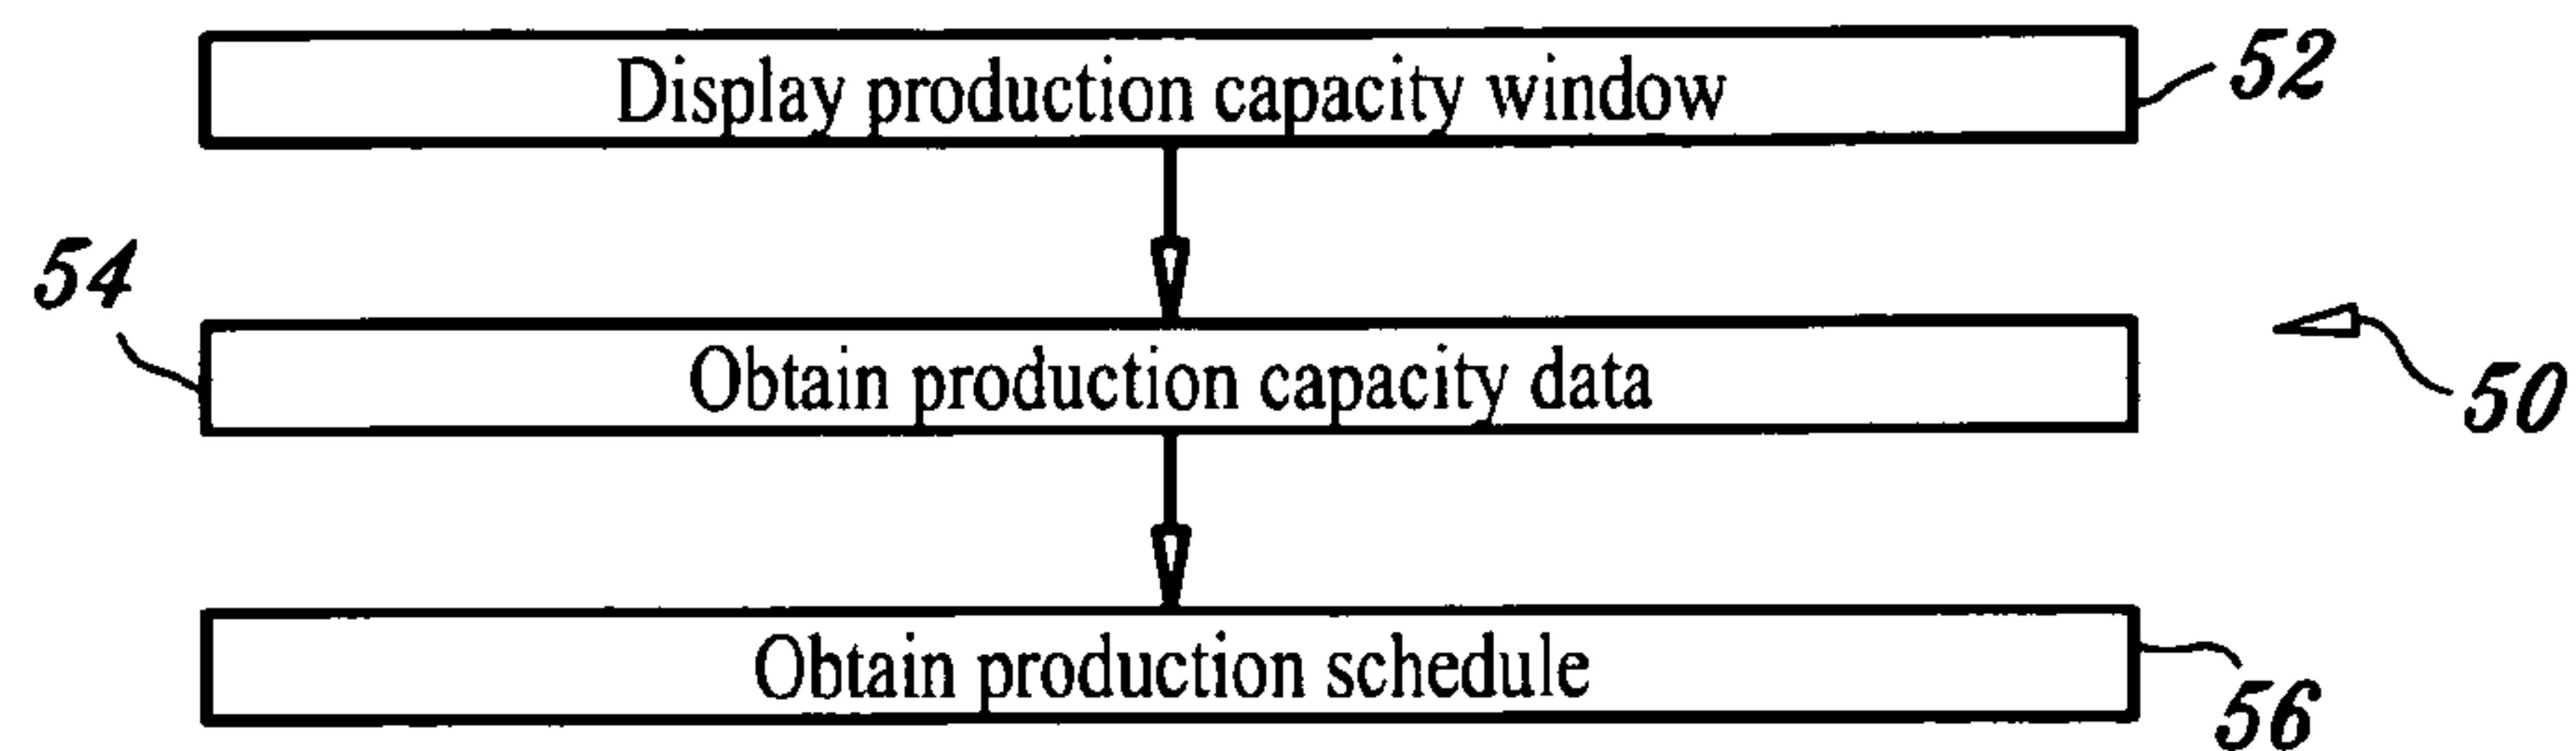 Display production capacity window
52
54
Obtain production capacity data
50
Obtain production schedule
56